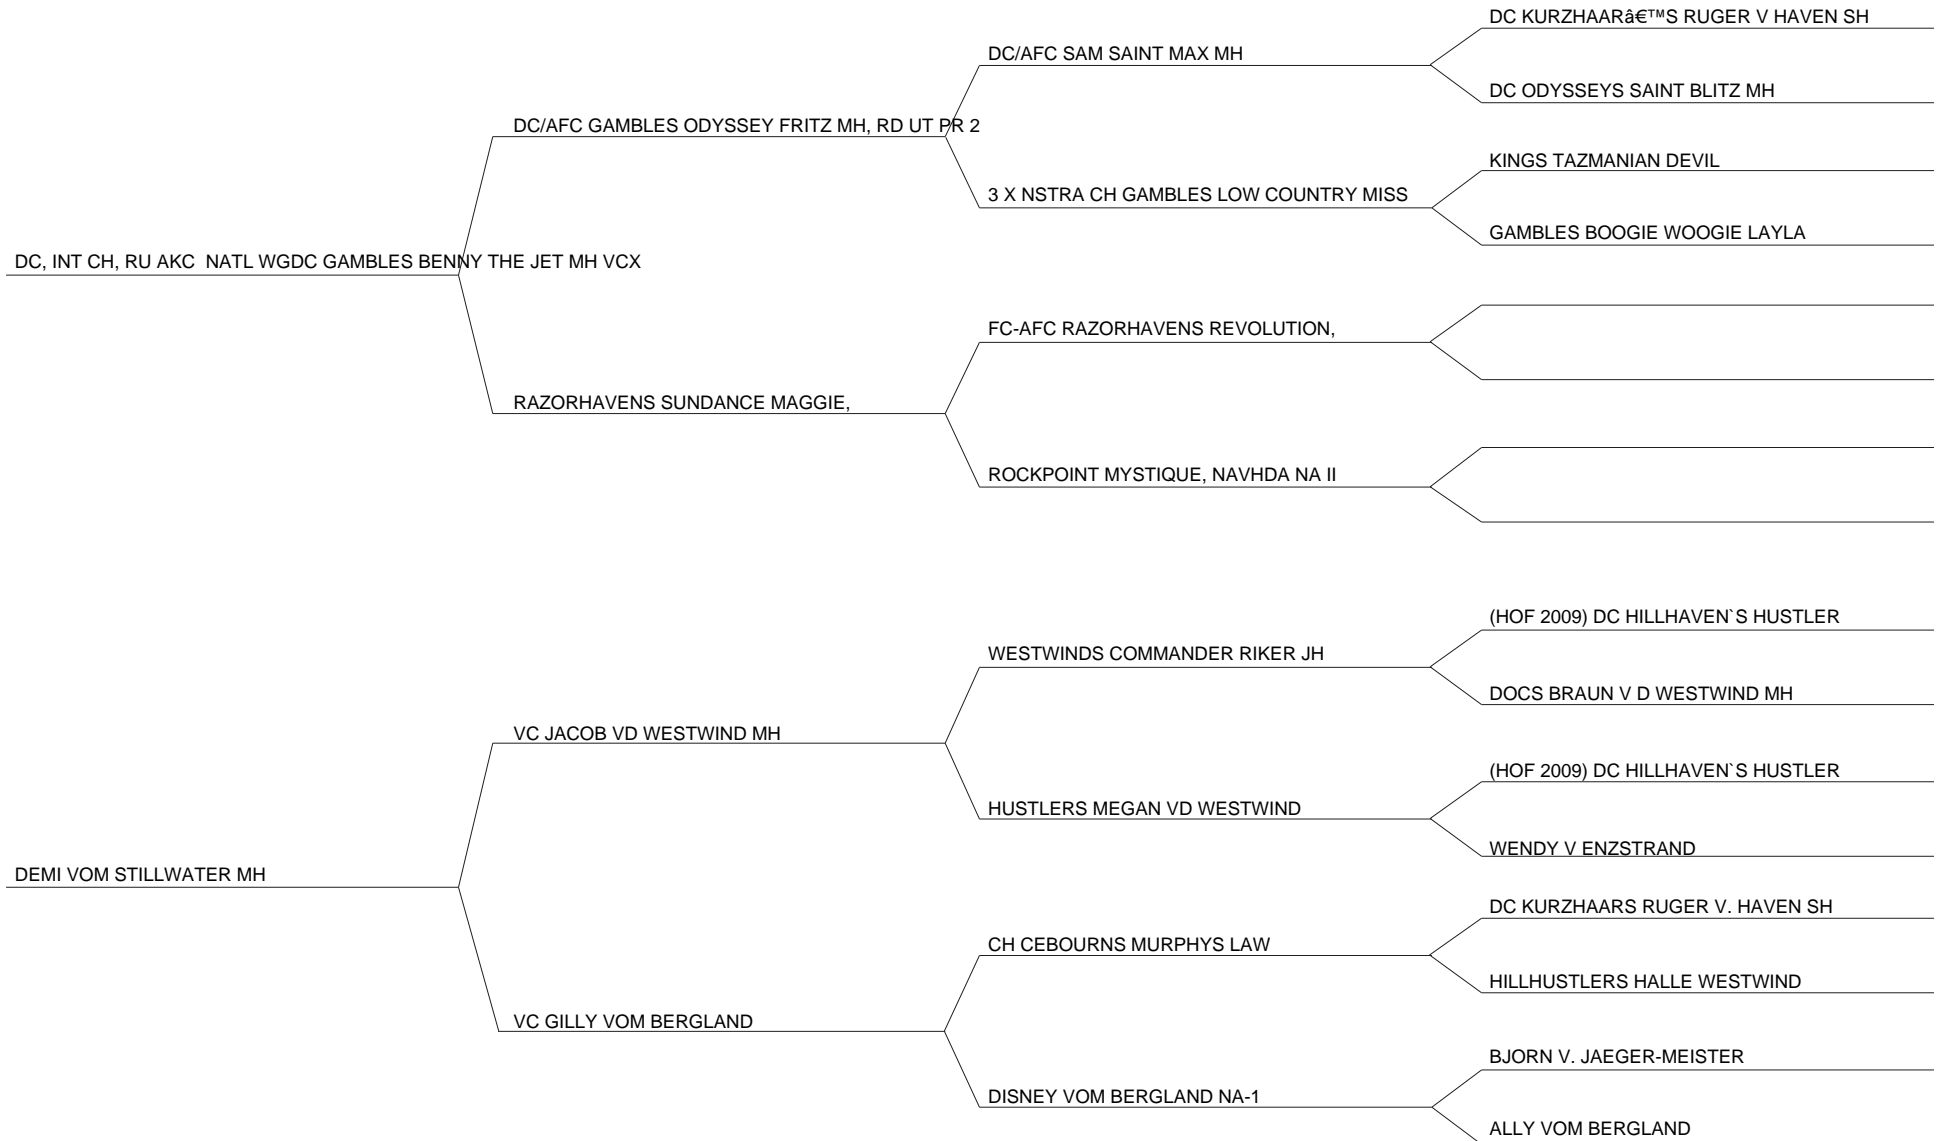 DC KURZHAARâ€™S RUGER V HAVEN SH
DC/AFC SAM SAINT MAX MH
DC ODYSSEYS SAINT BLITZ MH
DC/AFC GAMBLES ODYSSEY FRITZ MH, RD UT PR 2
KINGS TAZMANIAN DEVIL
3 X NSTRA CH GAMBLES LOW COUNTRY MISS
GAMBLES BOOGIE WOOGIE LAYLA
DC, INT CH, RU AKC  NATL WGDC GAMBLES BENNY THE JET MH VCX
FC-AFC RAZORHAVENS REVOLUTION,
RAZORHAVENS SUNDANCE MAGGIE,
ROCKPOINT MYSTIQUE, NAVHDA NA II
(HOF 2009) DC HILLHAVEN`S HUSTLER
WESTWINDS COMMANDER RIKER JH
DOCS BRAUN V D WESTWIND MH
VC JACOB VD WESTWIND MH
(HOF 2009) DC HILLHAVEN`S HUSTLER
HUSTLERS MEGAN VD WESTWIND
WENDY V ENZSTRAND
DEMI VOM STILLWATER MH
DC KURZHAARS RUGER V. HAVEN SH
CH CEBOURNS MURPHYS LAW
HILLHUSTLERS HALLE WESTWIND
VC GILLY VOM BERGLAND
BJORN V. JAEGER-MEISTER
DISNEY VOM BERGLAND NA-1
ALLY VOM BERGLAND